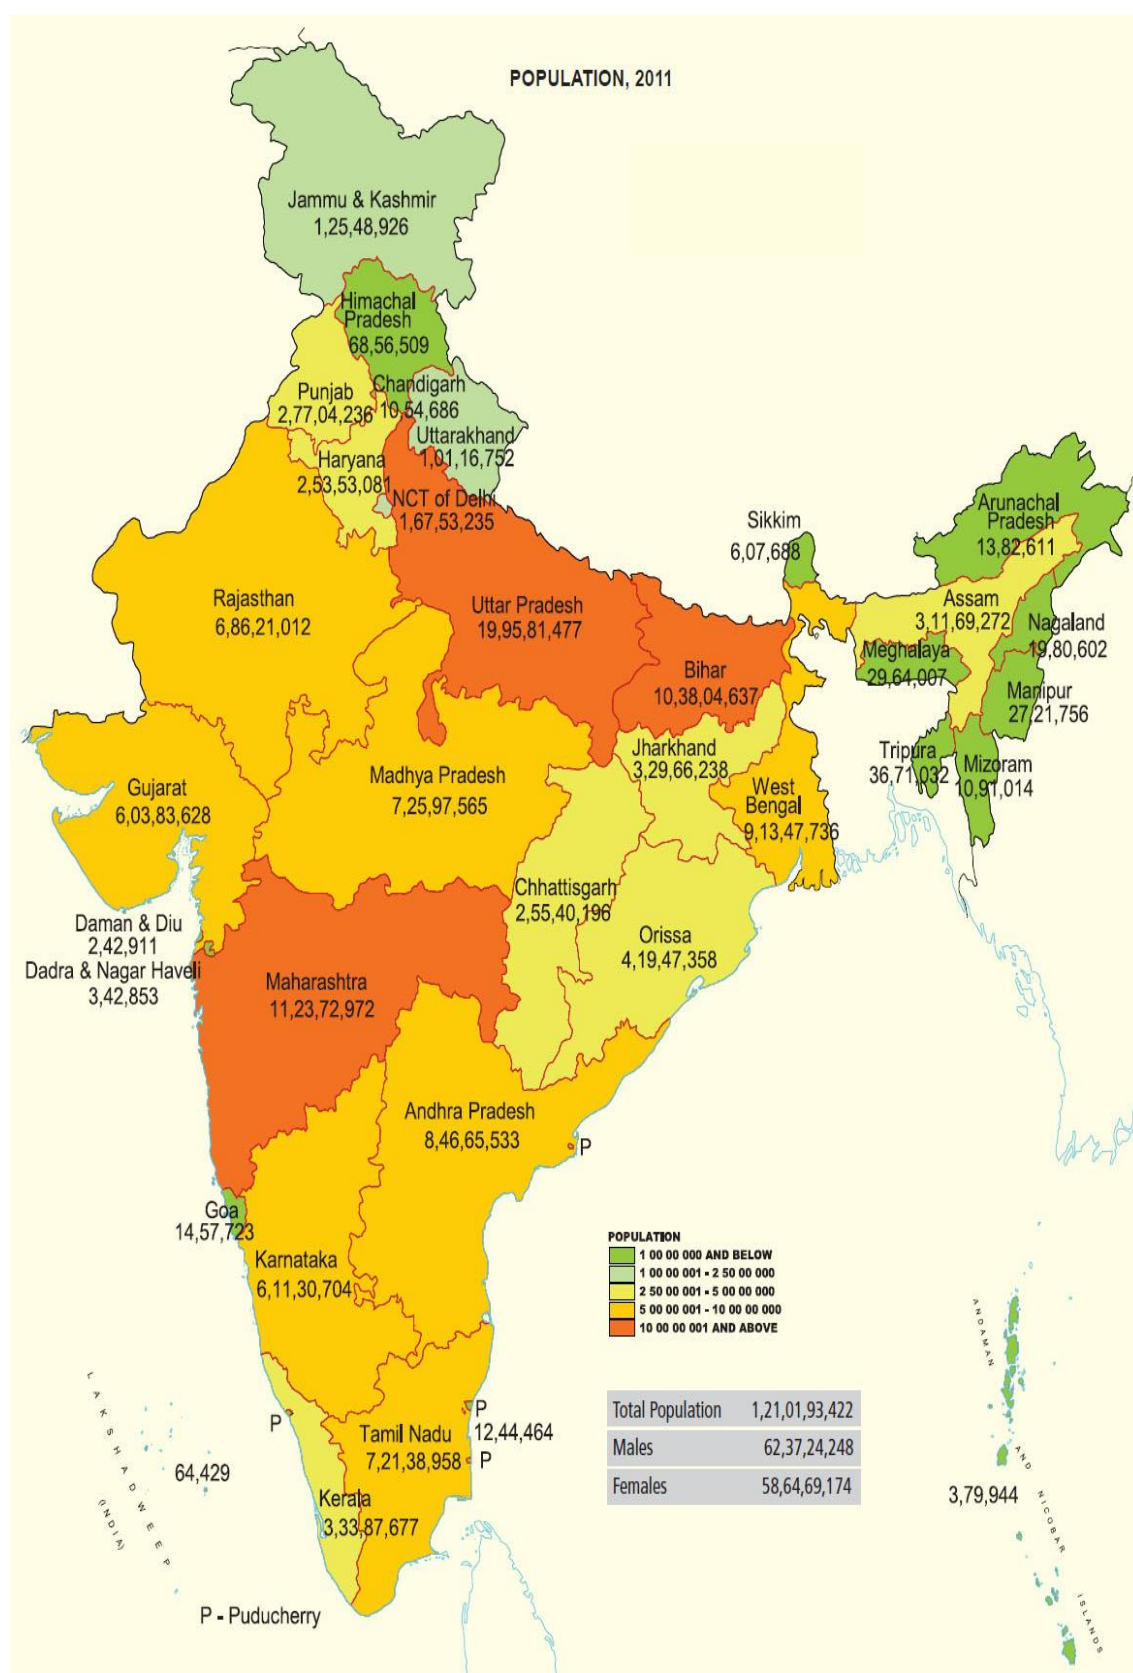 POPULATION, 2011
Jammu & Kashmir
1,25,48,926
Himachal
Pradesh
68,56,509
Punjab
2,77,04,236
Chandigarh
10,54,686
Uttarakhand
1,01,16,752
Haryana
2,53,53,081
NCT of Delhi
1,67,53,235
Sikkim
6,07,688
Arunachal
Pradesh
13,82,611
Rajasthan
6,86,21,012
Uttar Pradesh
19,95,81,477
Assam
3,11,69,272
Nagaland
19,80,602
Meghalaya
29,64,007
Bihar
10,38,04,637
Manipur
27,21,756
Tripura
36,71,032
Mizoram
10,91,014
Jharkhand
3,29,66,238
West
Bengal
9,13,47,736
Gujarat
6,03,83,628
Madhya Pradesh
7,25,97,565
Chhattisgarh
2,55,40,196
Orissa
4,19,47,358
Daman & Diu
2,42,911
Dadra & Nagar Haveli
3,42,853
Maharashtra
11,23,72,972
Andhra Pradesh
8,46,65,533
P
Goa
14,57,723
Karnataka
6,11,30,704
POPULATION
1 00 00 000 AND BELOW
1 00 00 001 - 2 50 00 000
2 50 00 001 - 5 00 00 000
5 00 00 001 - 10 00 00 000
10 00 00 001 AND ABOVE
Total Population 1,21,01,93,422
Males 62,37,24,248
Females 58,64,69,174
P
P
12,44,464
Tamil Nadu
7,21,38,958
P
Kerala
3,33,87,677
LAKSHADWEEP
(INDIA)
64,429
ANDAMAN AND NICOBAR ISLANDS
3,79,944
P - Puducherry